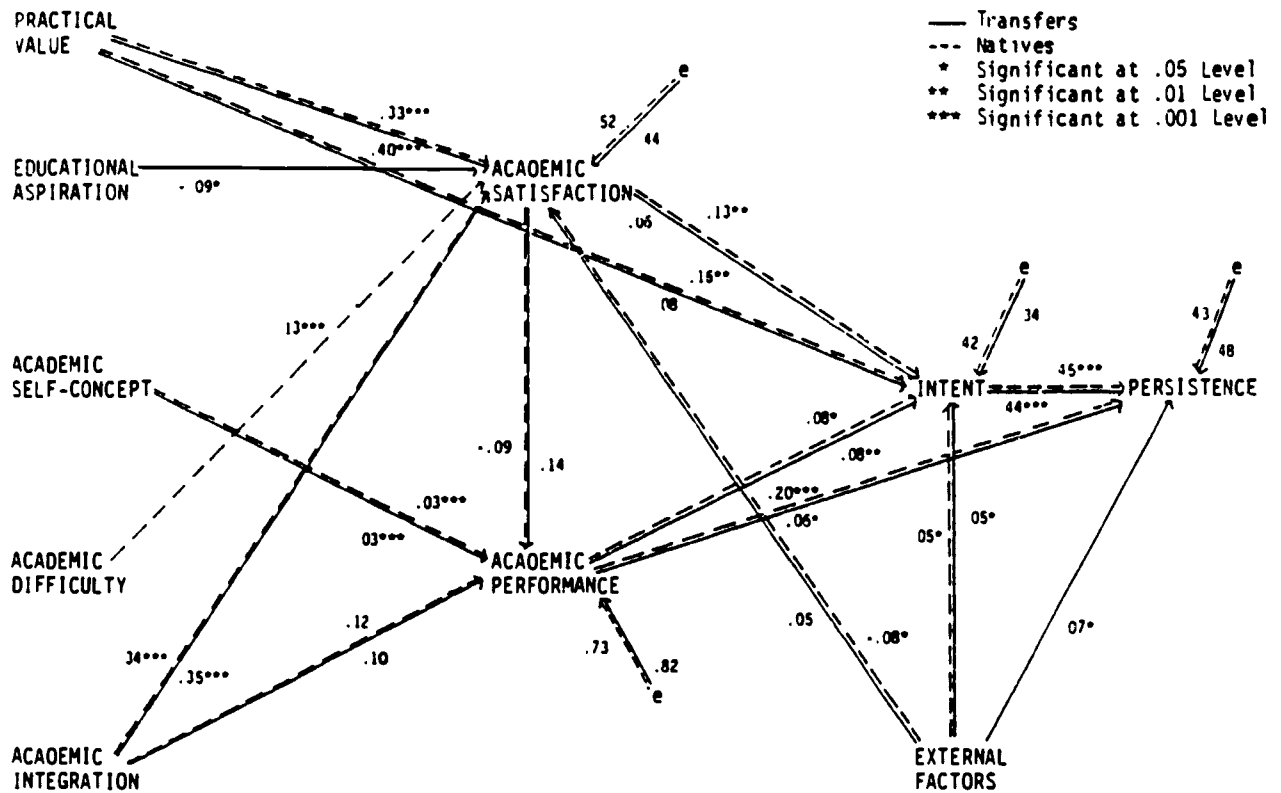 PRACTICAL
VALUE
—— Transfers
--- Natives
* Significant at .05 Level
** Significant at .01 Level
*** Significant at .001 Level
e
.33***
52
44
.40***
EDUCATIONAL
ASPIRATION
-.09*
ACADEMIC
SATISFACTION
.06
.13**
.15**
08
e
e
34
42
43
48
13***
ACADEMIC
SELF-CONCEPT
INTENT
45***
44***
PERSISTENCE
.08*
.08**
-.09
.14
.03***
03***
.20***
.06*
05*
.05*
ACADEMIC
DIFFICULTY
ACADEMIC
PERFORMANCE
.12
.10
.05
-.08*
07*
34***
.35***
.73
.82
e
ACADEMIC
INTEGRATION
EXTERNAL
FACTORS